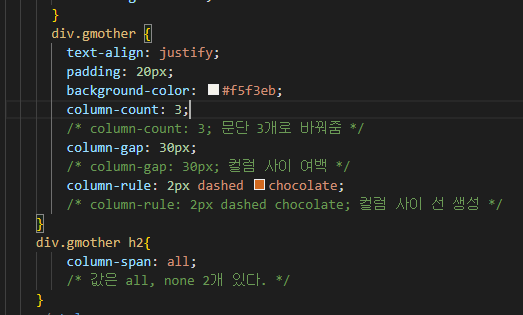 }
div.gmother {
text-align: justify;
padding: 20px;
background-color: #f5f3eb;
column-count: 3;
/* column-count: 3; 문단 3개로 바꿔줌 */
column-gap: 30px;
/* column-gap: 30px; 컬럼 사이 여백 */
column-rule: 2px dashed chocolate;
/* column-rule: 2px dashed chocolate; 컬럼 사이 선 생성 */
}
div.gmother h2{
column-span: all;
/* 값은 all, none 2개 있다. */
}